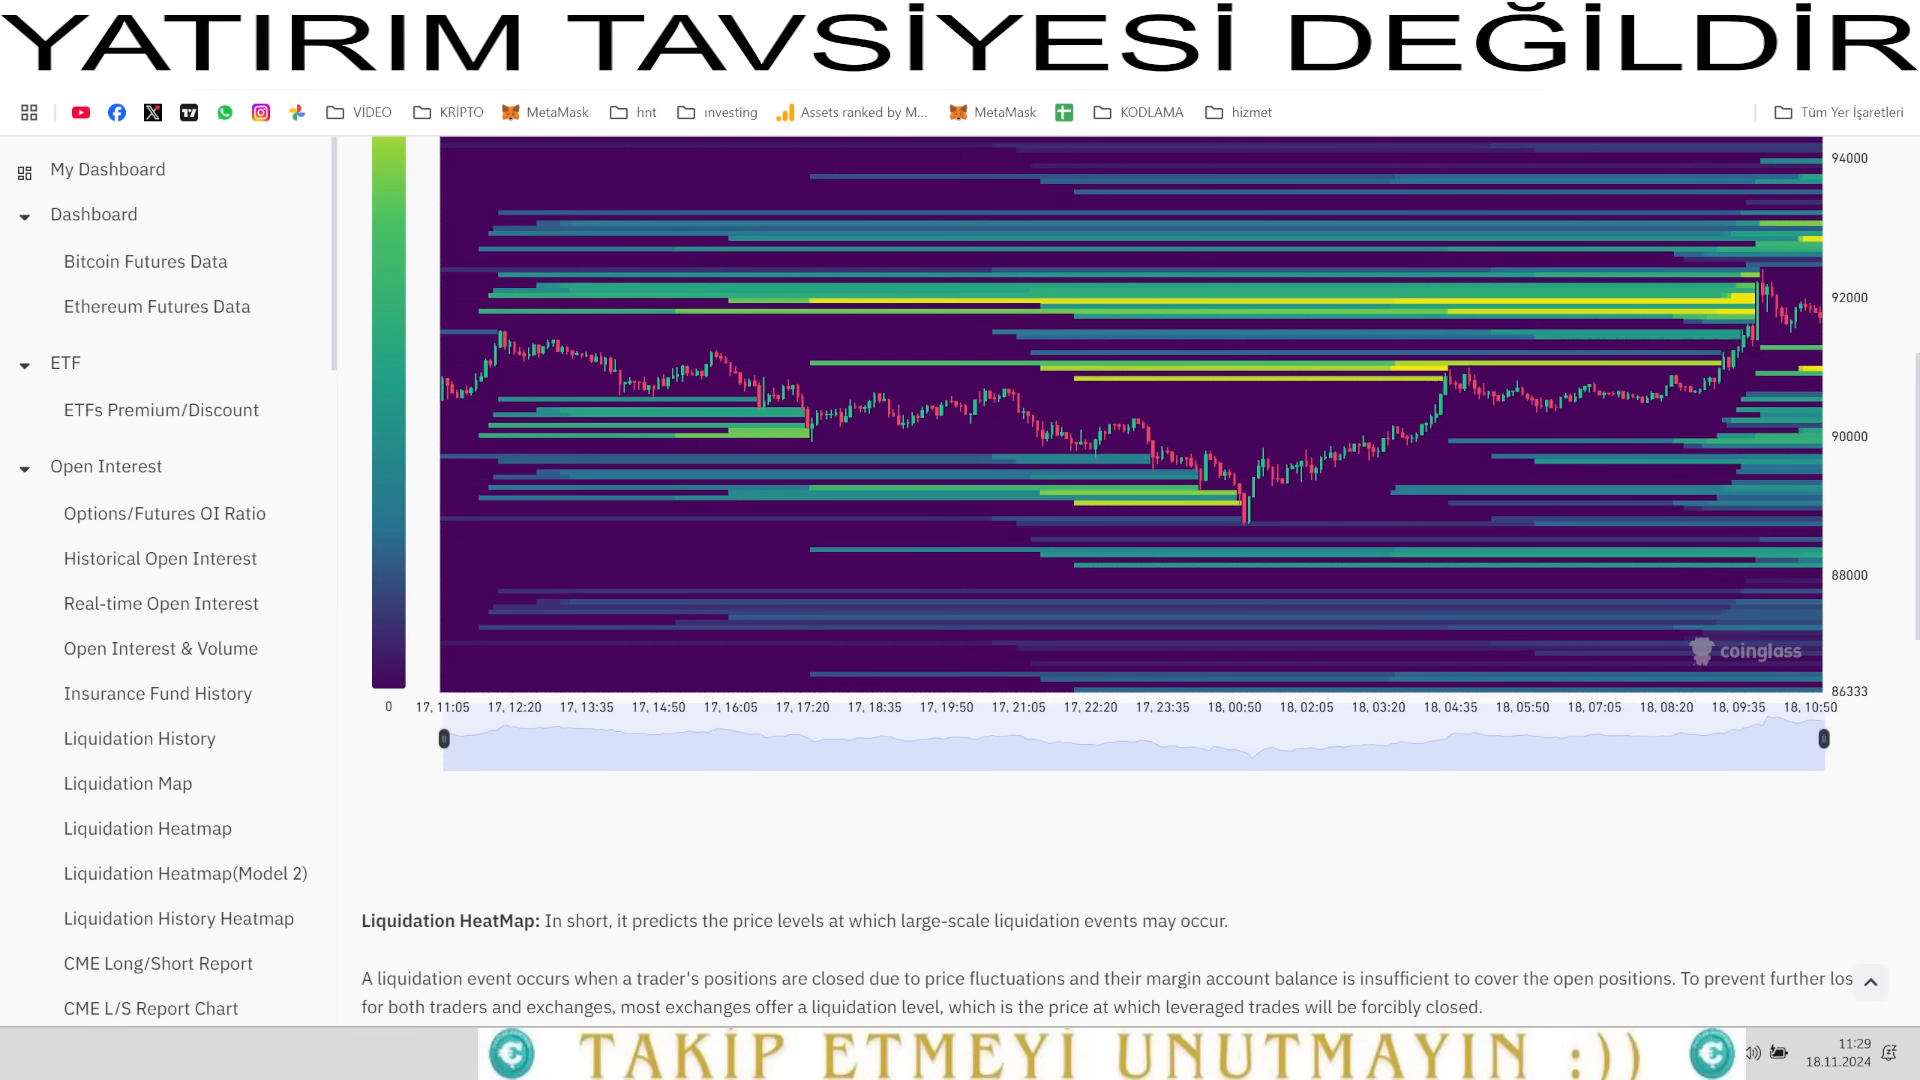 YATIRIM TAVSİYESİ DEĞİLDİR
VİDEO KRİPTO MetaMask hnt ınvesting Assets ranked by M... MetaMask KODLAMA hizmet Tüm Yer İşaretleri
My Dashboard
Dashboard
Bitcoin Futures Data
Ethereum Futures Data
ETF
ETFs Premium/Discount
Open Interest
Options/Futures OI Ratio
Historical Open Interest
Real-time Open Interest
Open Interest & Volume
Insurance Fund History
Liquidation History
Liquidation Map
Liquidation Heatmap
Liquidation Heatmap(Model 2)
Liquidation History Heatmap
CME Long/Short Report
CME L/S Report Chart
94000
92000
90000
88000
coinglass
86333
0 17, 11:05 17, 12:20 17, 13:35 17, 14:50 17, 16:05 17, 17:20 17, 18:35 17, 19:50 17, 21:05 17, 22:20 17, 23:35 18, 00:50 18, 02:05 18, 03:20 18, 04:35 18, 05:50 18, 07:05 18, 08:20 18, 09:35 18, 10:50
Liquidation HeatMap: In short, it predicts the price levels at which large-scale liquidation events may occur.
A liquidation event occurs when a trader's positions are closed due to price fluctuations and their margin account balance is insufficient to cover the open positions. To prevent further los
for both traders and exchanges, most exchanges offer a liquidation level, which is the price at which leveraged trades will be forcibly closed.
TAKİP ETMEYİ UNUTMAYIN :))
11:29
18.11.2024